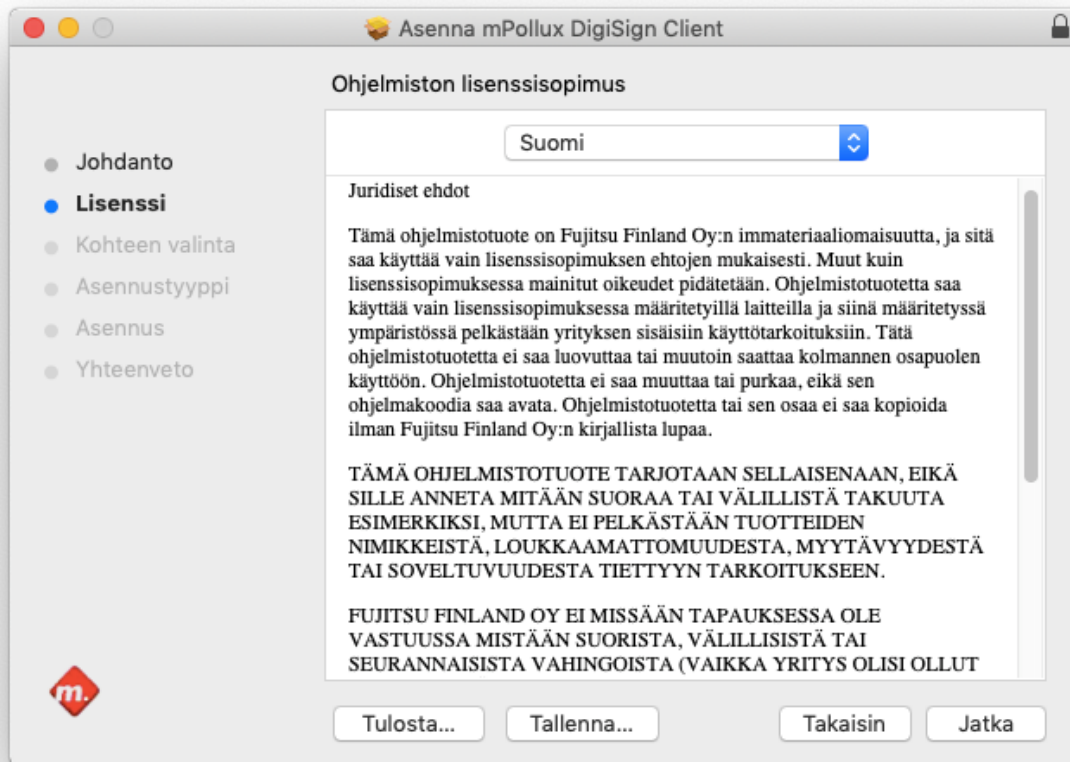 Asenna mPollux DigiSign Client
Ohjelmiston lisenssisopimus
Johdanto
Lisenssi
Kohteen valinta
Asennustyyppi
Asennus
Yhteenveto
Suomi
Juridiset ehdot
Tämä ohjelmistotuote on Fujitsu Finland Oy:n immateriaaliomaisuutta, ja sitä
saa käyttää vain lisenssisopimuksen ehtojen mukaisesti. Muut kuin
lisenssisopimuksessa mainitut oikeudet pidätetään. Ohjelmistotuotetta saa
käyttää vain lisenssisopimuksessa määritetyillä laitteilla ja siinä määritetyssä
ympäristössä pelkästään yrityksen sisäisiin käyttötarkoituksiin. Tätä
ohjelmistotuotetta ei saa luovuttaa tai muutoin saattaa kolmannen osapuolen
käyttöön. Ohjelmistotuotetta ei saa muuttaa tai purkaa, eikä sen
ohjelmakoodia saa avata. Ohjelmistotuotetta tai sen osaa ei saa kopioida
ilman Fujitsu Finland Oy:n kirjallista lupaa.
TÄMÄ OHJELMISTOTUOTE TARJOTAAN SELLAISENAAN, EIKÄ
SILLE ANNETA MITÄÄN SUORAA TAI VÄLILLISTÄ TAKUUTA
ESIMERKIKSI, MUTTA EI PELKÄSTÄÄN TUOTTEIDEN
NIMIKKEISTÄ, LOUKKAAMATTOMUUDESTA, MYYTÄVYYDESTÄ
TAI SOVELTUVUUDESTA TIETTYYN TARKOITUKSEEN.
FUJITSU FINLAND OY EI MISSÄÄN TAPAUKSESSA OLE
VASTUUSSA MISTÄÄN SUORISTA, VÄLILLISISTÄ TAI
SEURANNAISISTA VAHINGOISTA (VAIKKA YRITYS OLISI OLLUT
m.
Tulosta...
Tallenna...
Takaisin
Jatka